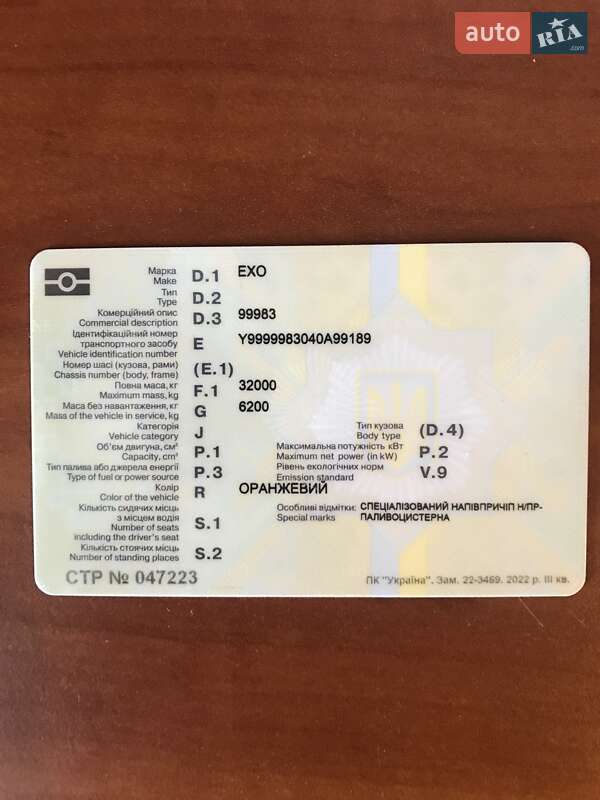 auto RIA .com
Марка
Make D.1 ЕХО
Тип
Type D.2
Комерційний опис
Commercial description D.3 99983
Ідентифікаційний номер
транспортного засобу
Vehicle identification number E Y9999983040A99189
Номер шасі (кузова, рами)
Chassis number (body, frame) (E.1)
Повна маса, кг
Maximum mass, kg F.1 32000
Маса без навантаження, кг
Mass of the vehicle in service, kg G 6200
Категорія
Vehicle category J
Тип кузова
Body type (D.4)
Об'єм двигуна, см³
Capacity, cm³ P.1
Максимальна потужність кВт
Maximum net power (in kW) P.2
Тип палива або джерела енергії
Type of fuel or power source P.3
Рівень екологічних норм
Emission standard V.9
Колір
Color of the vehicle R ОРАНЖЕВИЙ
Кількість сидячих місць
з місцем водія
Number of seats
including the driver's seat S.1
Особливі відмітки: СПЕЦІАЛІЗОВАНИЙ НАПІВПРИЧІП Н/ПР-
Special marks ПАЛИВОЦИСТЕРНА
Кількість стоячих місць
Number of standing places S.2
СТР № 047223
ПК "Україна". Зам. 22-3469. 2022 р. III кв.